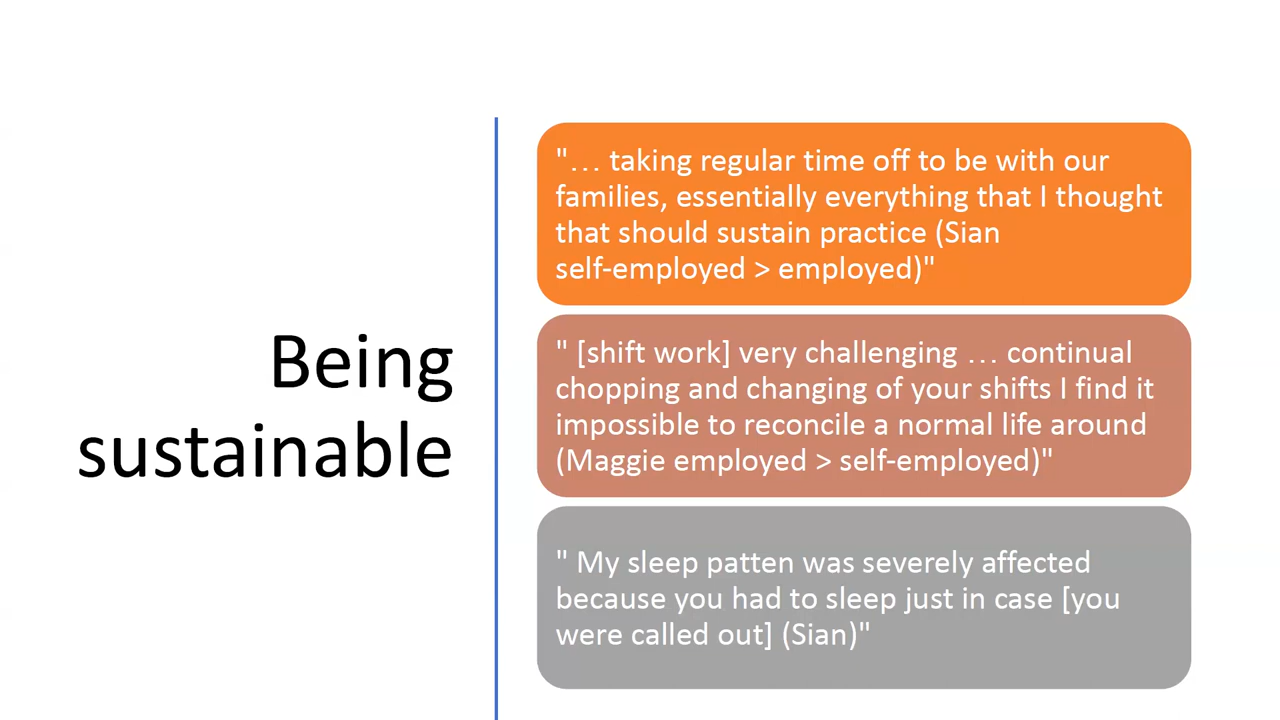 Being
sustainable
"... taking regular time off to be with our
families, essentially everything that I thought
that should sustain practice (Sian
self-employed > employed)"
" [shift work] very challenging ... continual
chopping and changing of your shifts I find it
impossible to reconcile a normal life around
(Maggie employed > self-employed)"
" My sleep patten was severely affected
because you had to sleep just in case [you
were called out] (Sian)"